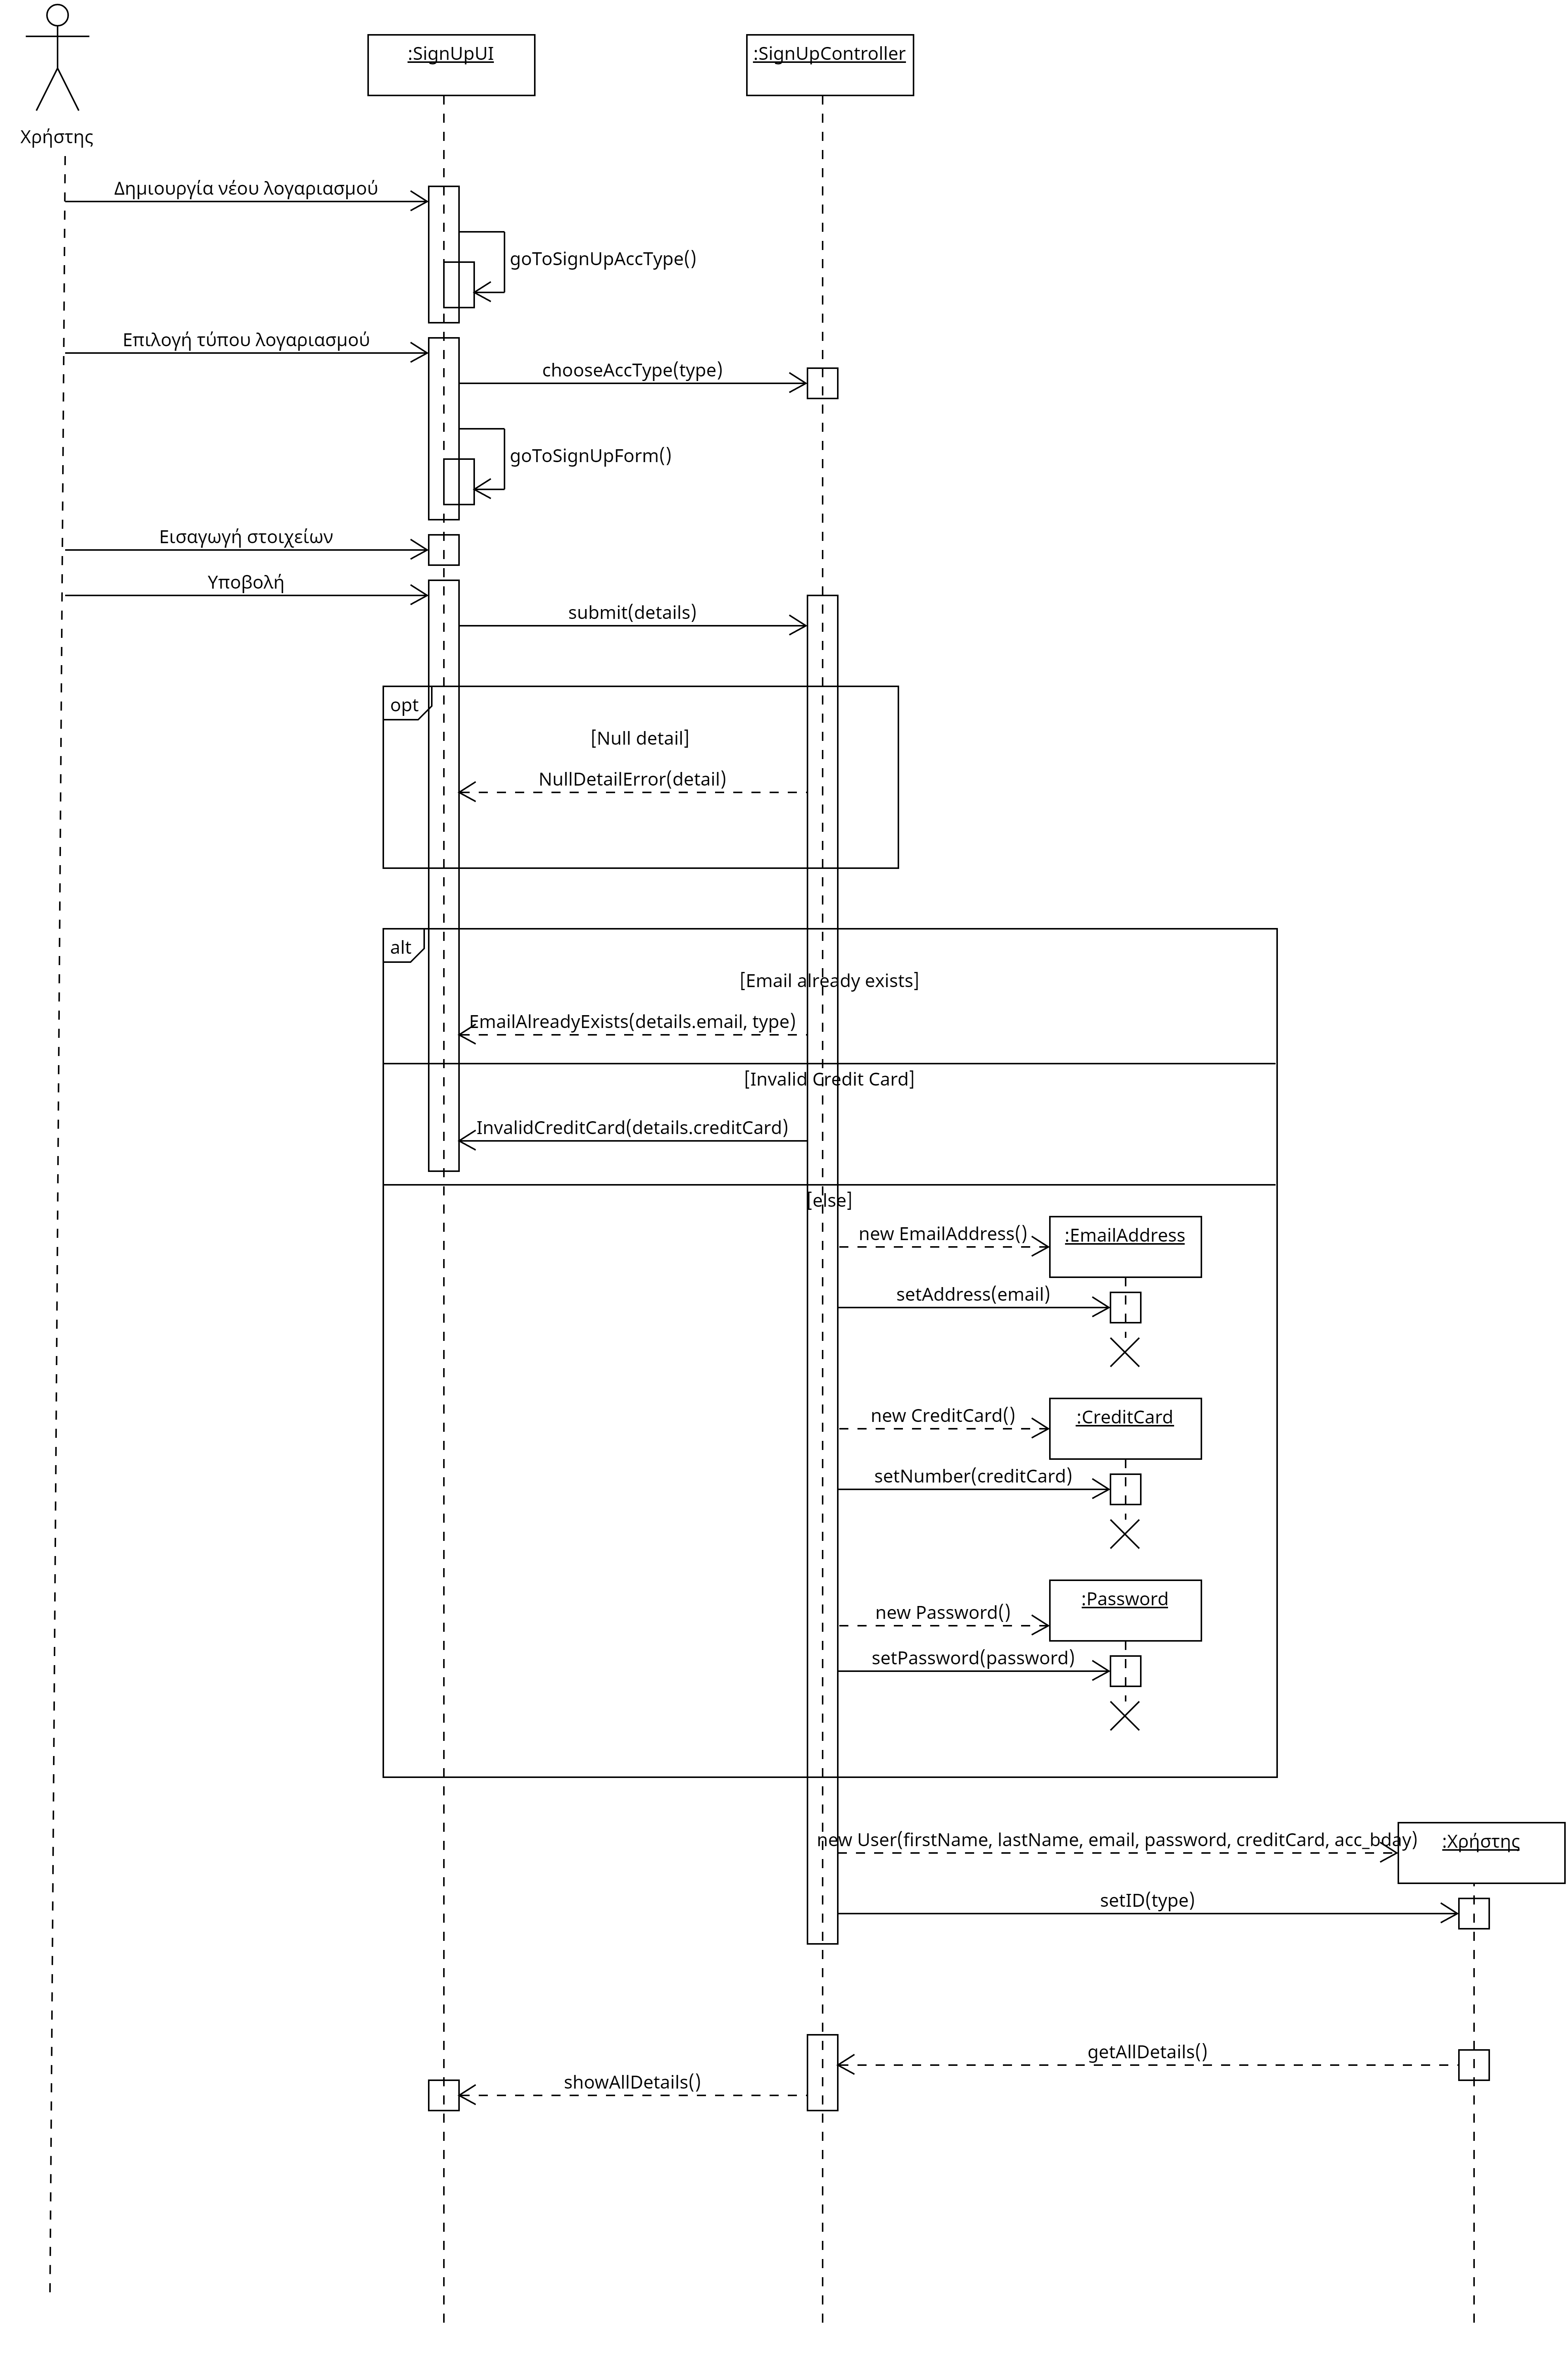 :SignUpUI
:SignUpController
Χρήστης
Δημιουργία νέου λογαριασμού
goToSignUpAccType()
Επιλογή τύπου λογαριασμού
chooseAccType(type)
goToSignUpForm()
Εισαγωγή στοιχείων
Υποβολή
submit(details)
opt
[Null detail]
NullDetailError(detail)
alt
[Email already exists]
EmailAlreadyExists(details.email, type)
[Invalid Credit Card]
InvalidCreditCard(details.creditCard)
[else]
new EmailAddress()
:EmailAddress
setAddress(email)
new CreditCard()
:CreditCard
setNumber(creditCard)
:Password
new Password()
setPassword(password)
new User(firstName, lastName, email, password, creditCard, acc_bday)
:Χρήστης
setID(type)
getAllDetails()
showAllDetails()